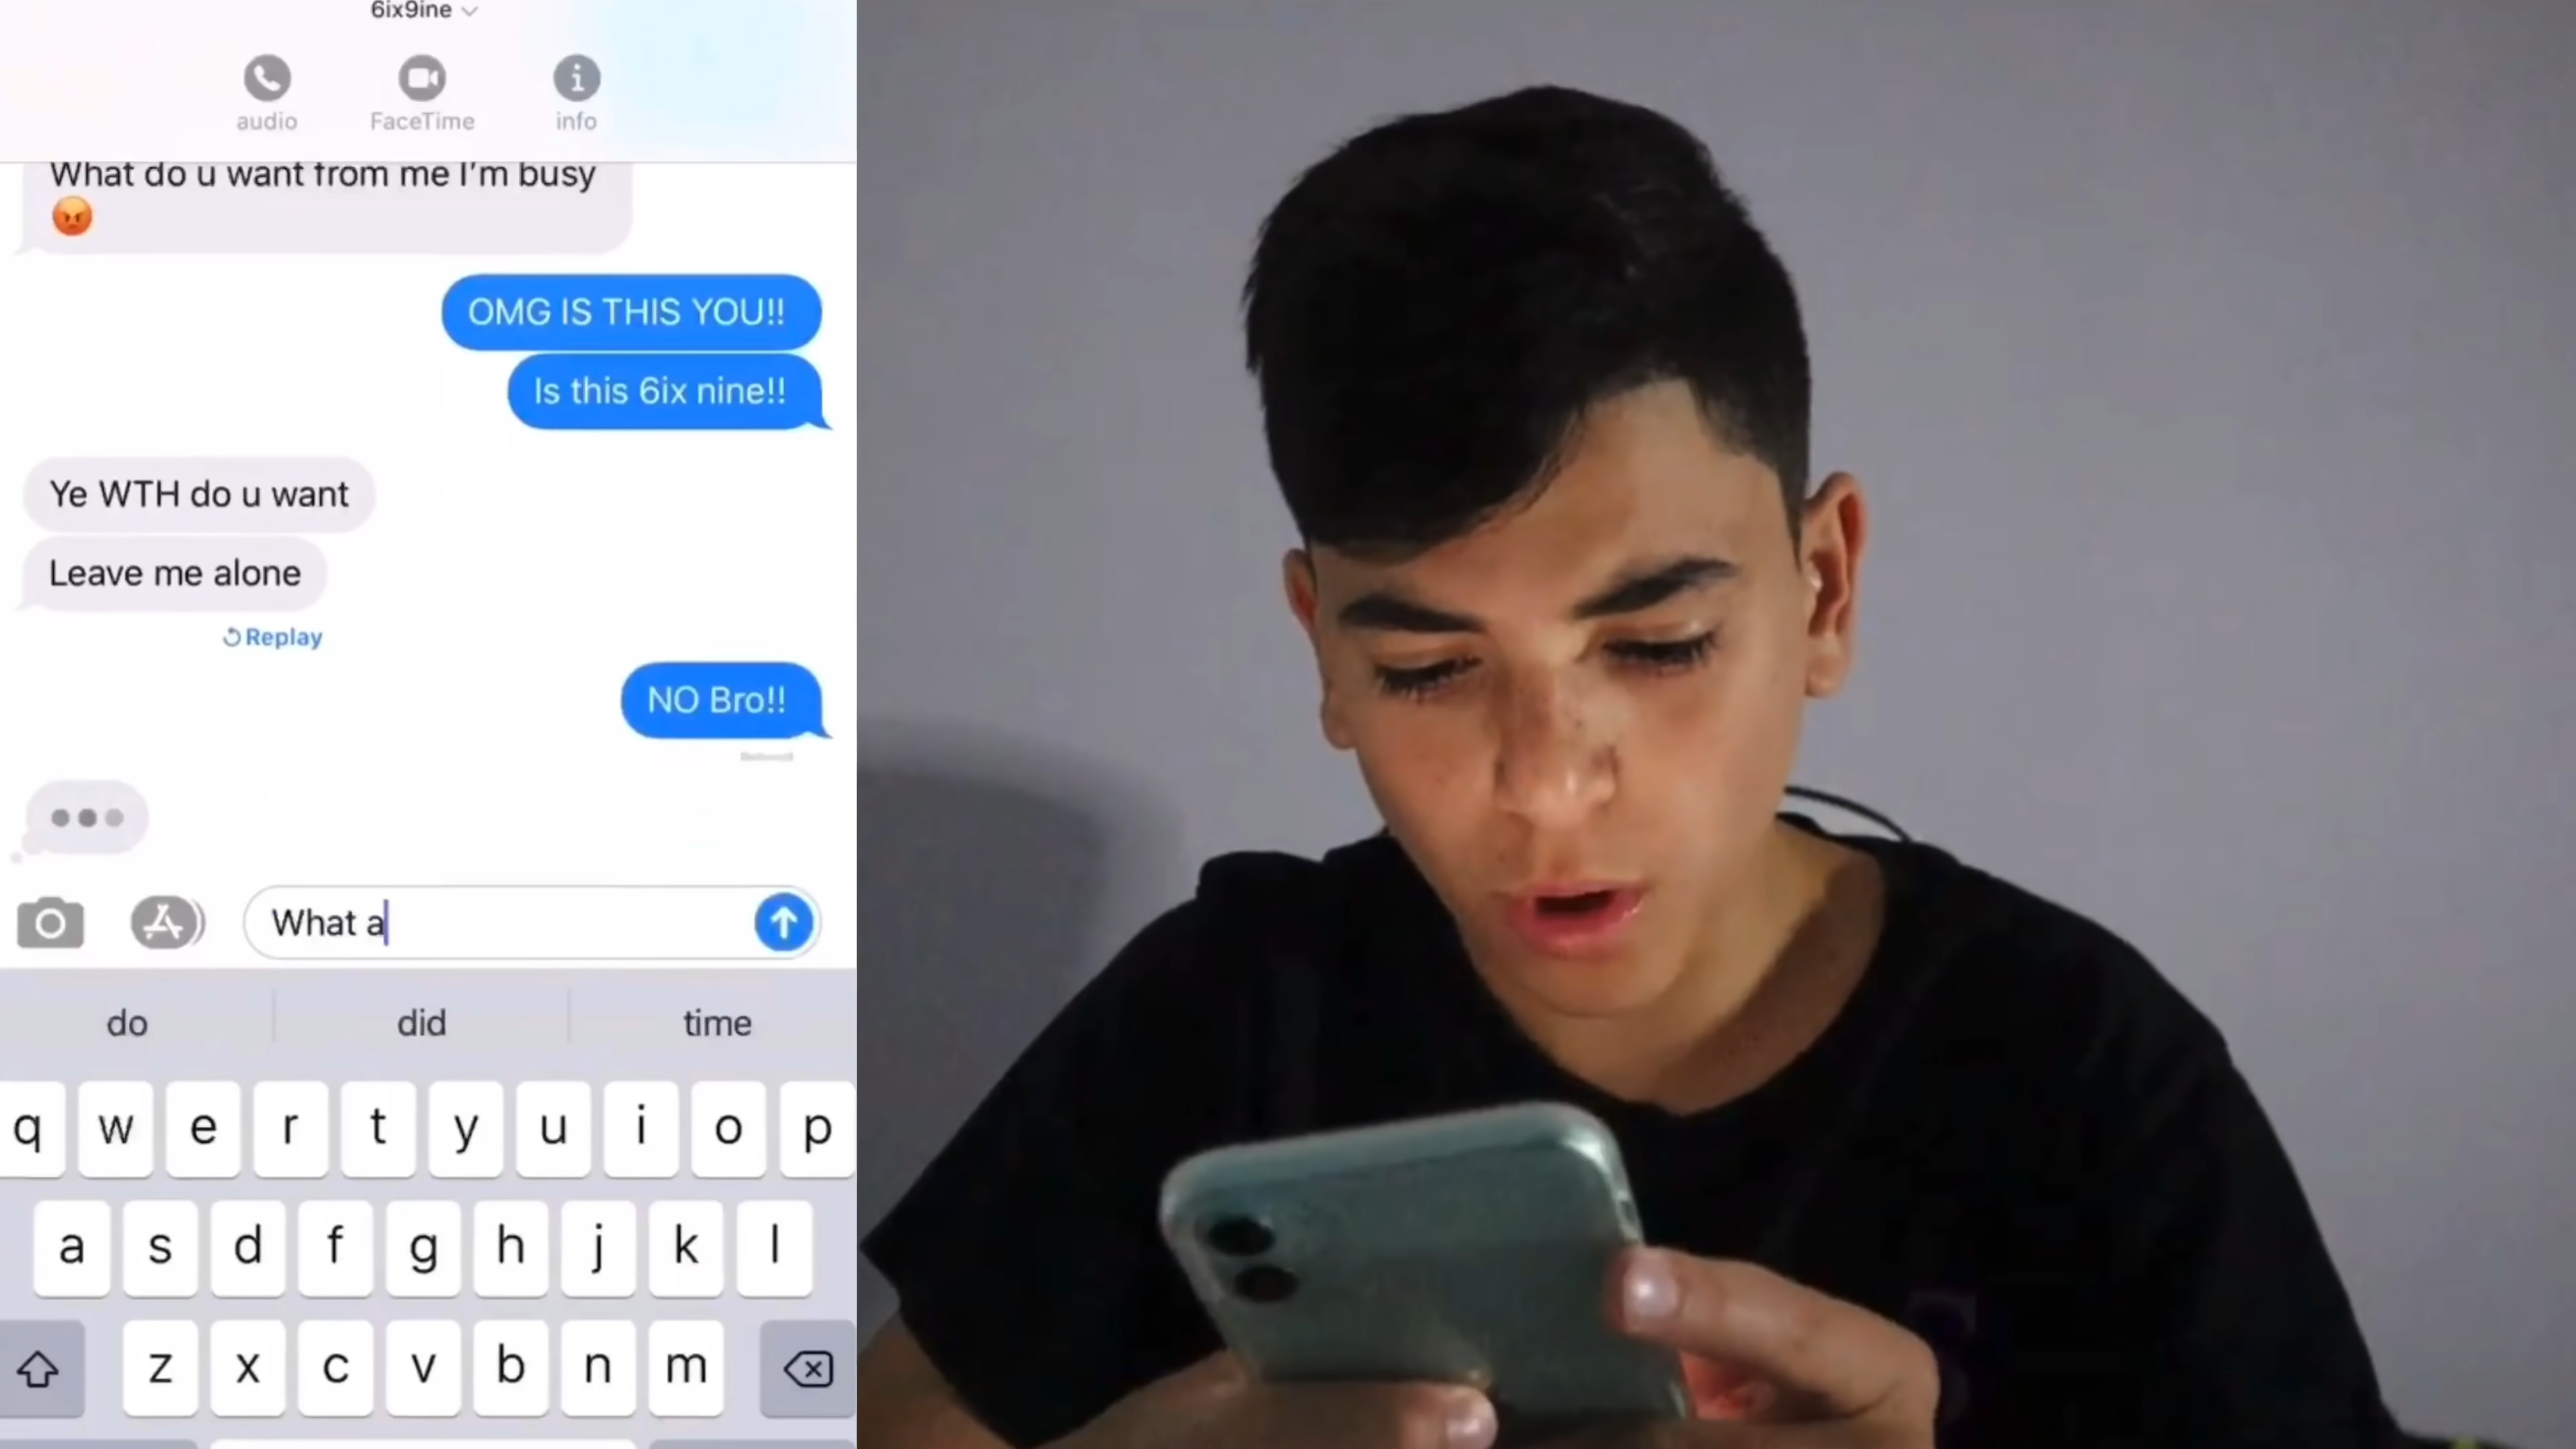 6ix9ine
audio
FaceTime
info
What do u want from me I'm busy
OMG IS THIS YOU!!
Is this 6ix nine!!
Ye WTH do u want
Leave me alone
Replay
NO Bro!!
What a
do
did
time
q w e r t y u i o p
a s d f g h j k l
z x c v b n m